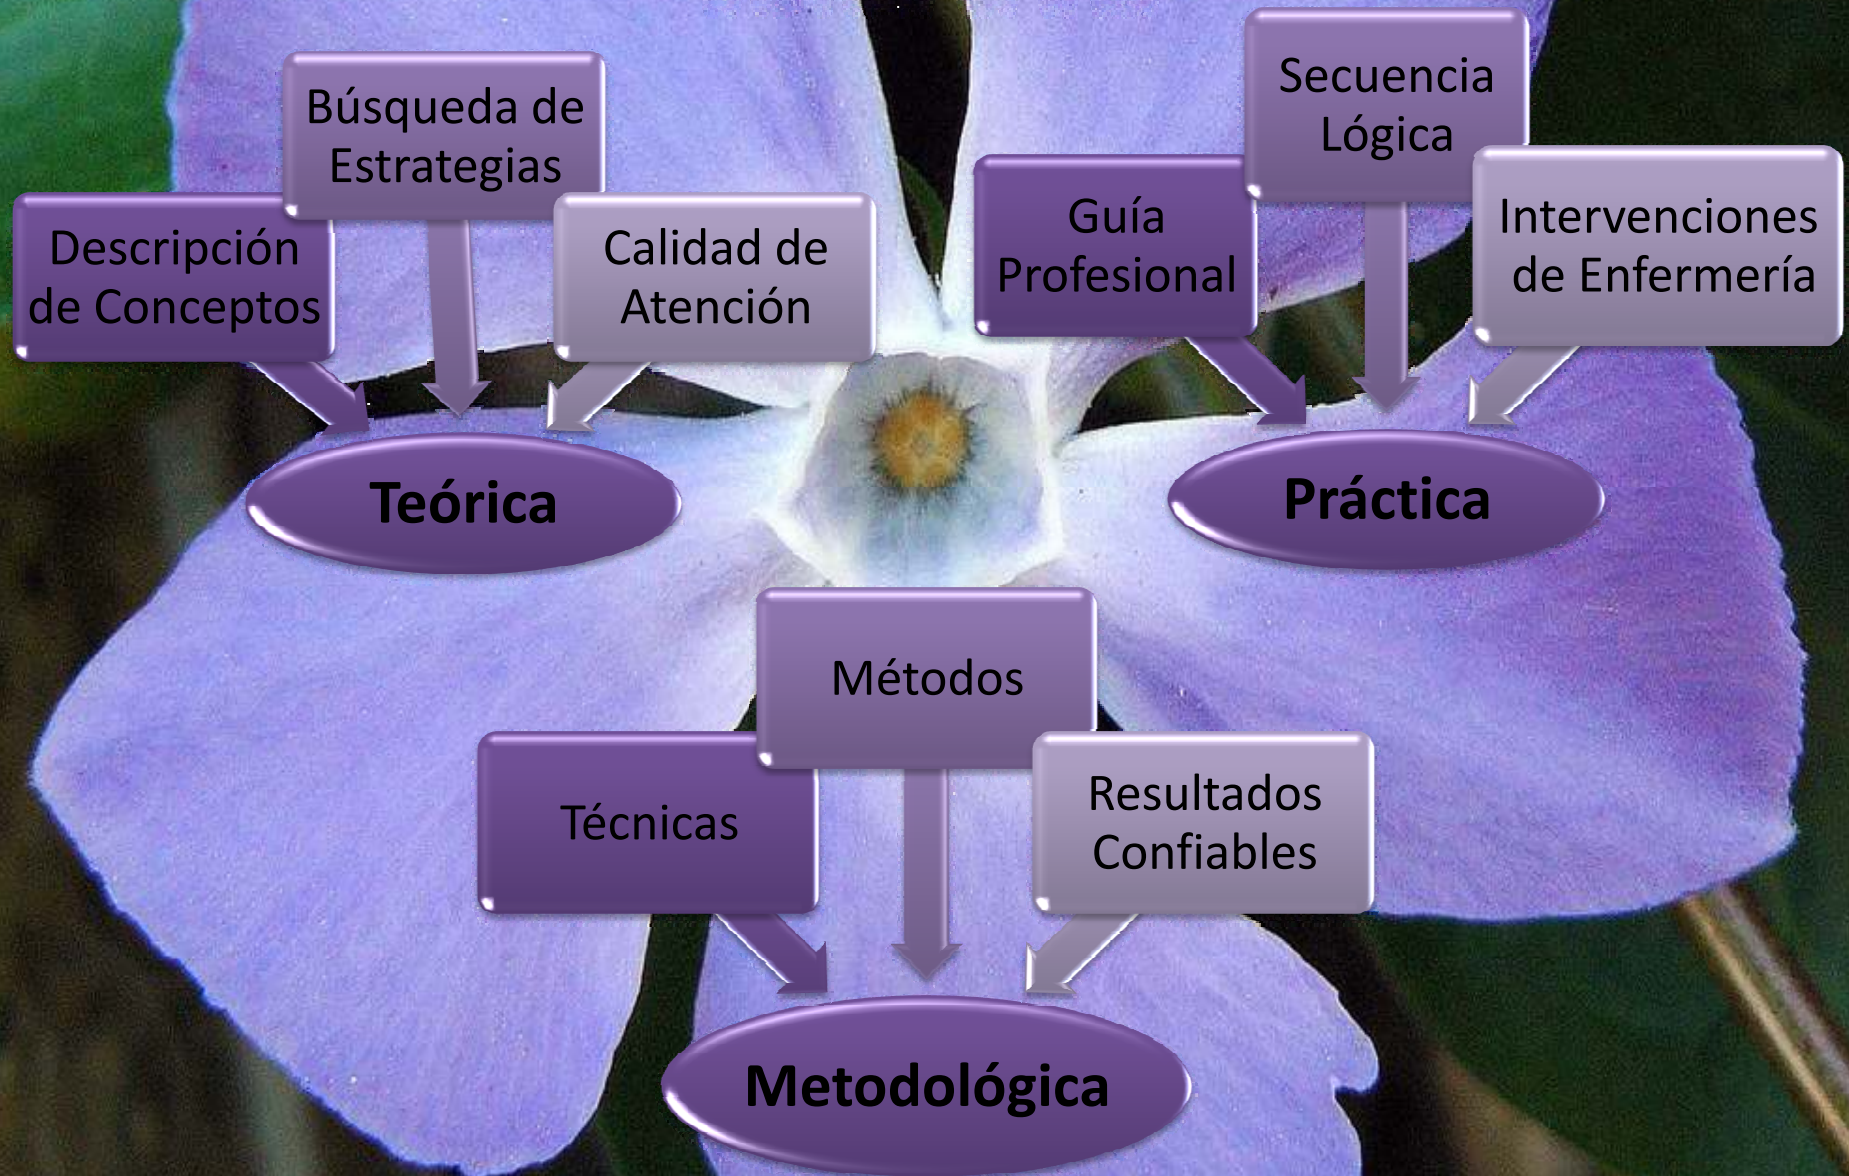 Búsqueda de
Estrategias
Descripción
de Conceptos
Calidad de
Atención
Teórica
Secuencia
Lógica
Guía
Profesional
Intervenciones
de Enfermería
Práctica
Métodos
Técnicas
Resultados
Confiables
Metodológica